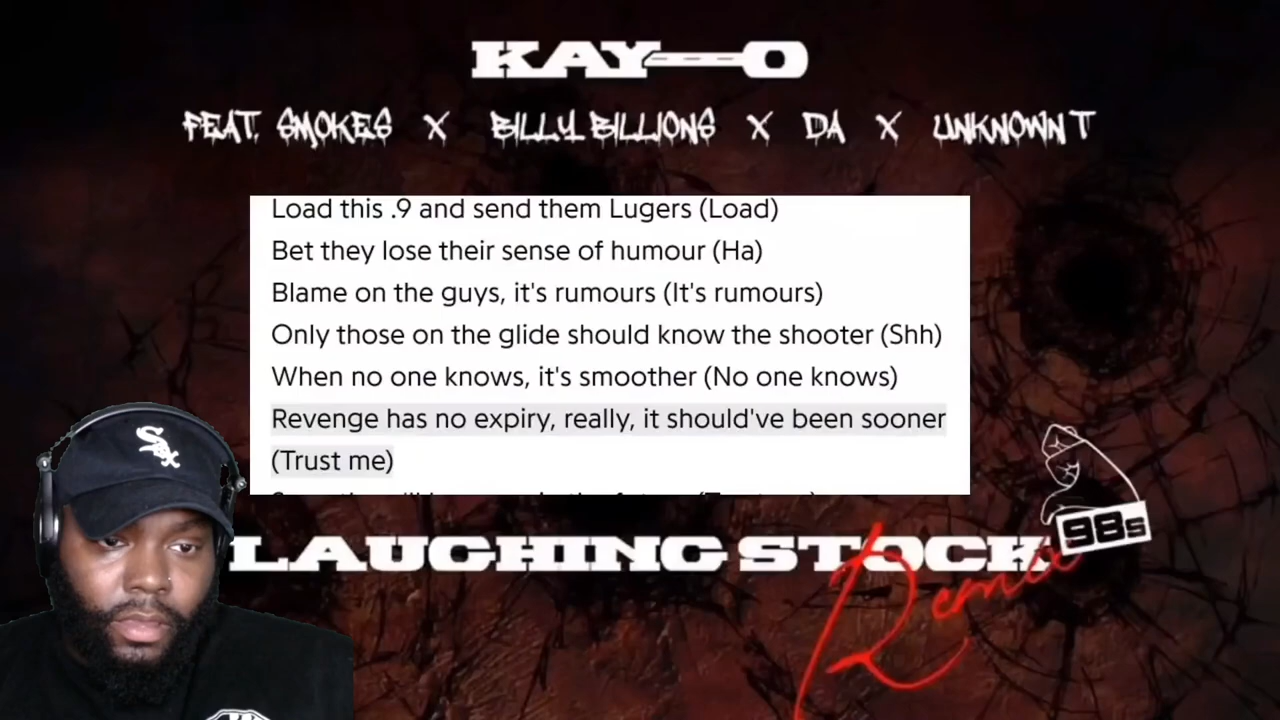 KAY-O
FEAT. SMOKES X BILLY BILLIONS X DA X UNKNOWN T
Load this .9 and send them Lugers (Load)
Bet they lose their sense of humour (Ha)
Blame on the guys, it's rumours (It's rumours)
Only those on the glide should know the shooter (Shh)
When no one knows, it's smoother (No one knows)
Revenge has no expiry, really, it should've been sooner
(Trust me)
LAUGHING STOCK
Remix
98s
Sox